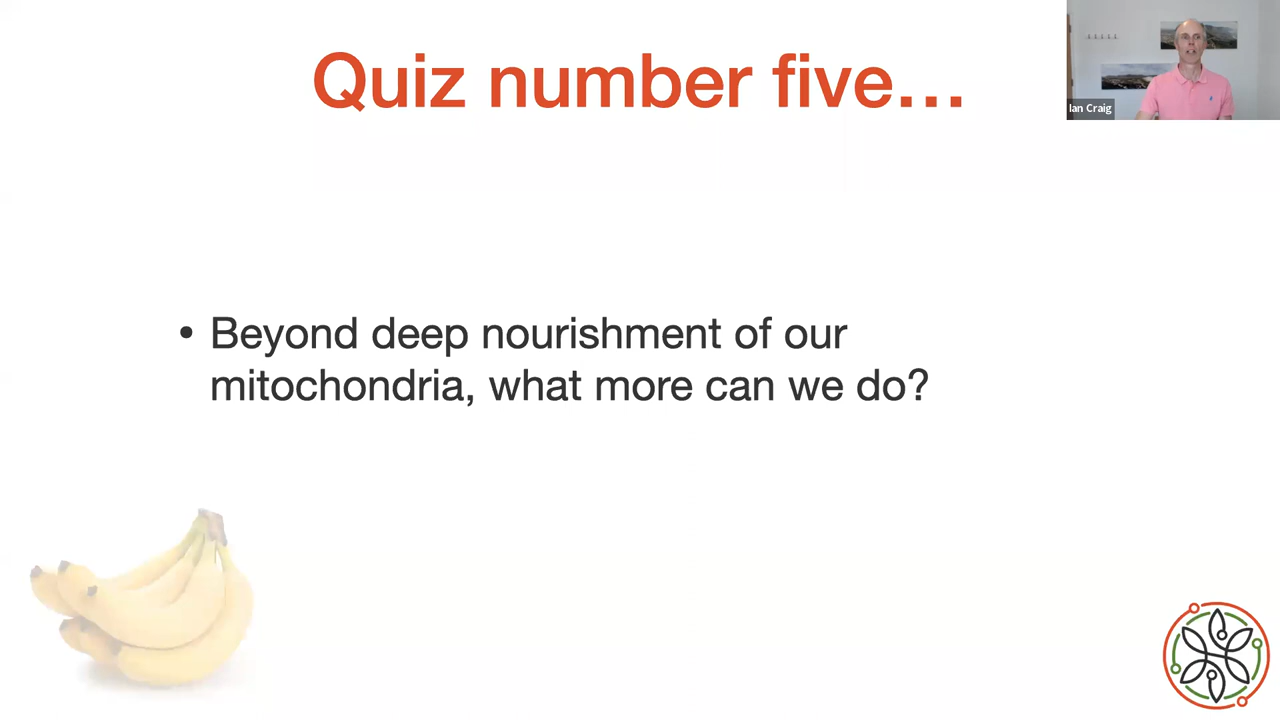 Quiz number five...
Ian Craig
• Beyond deep nourishment of our
mitochondria, what more can we do?